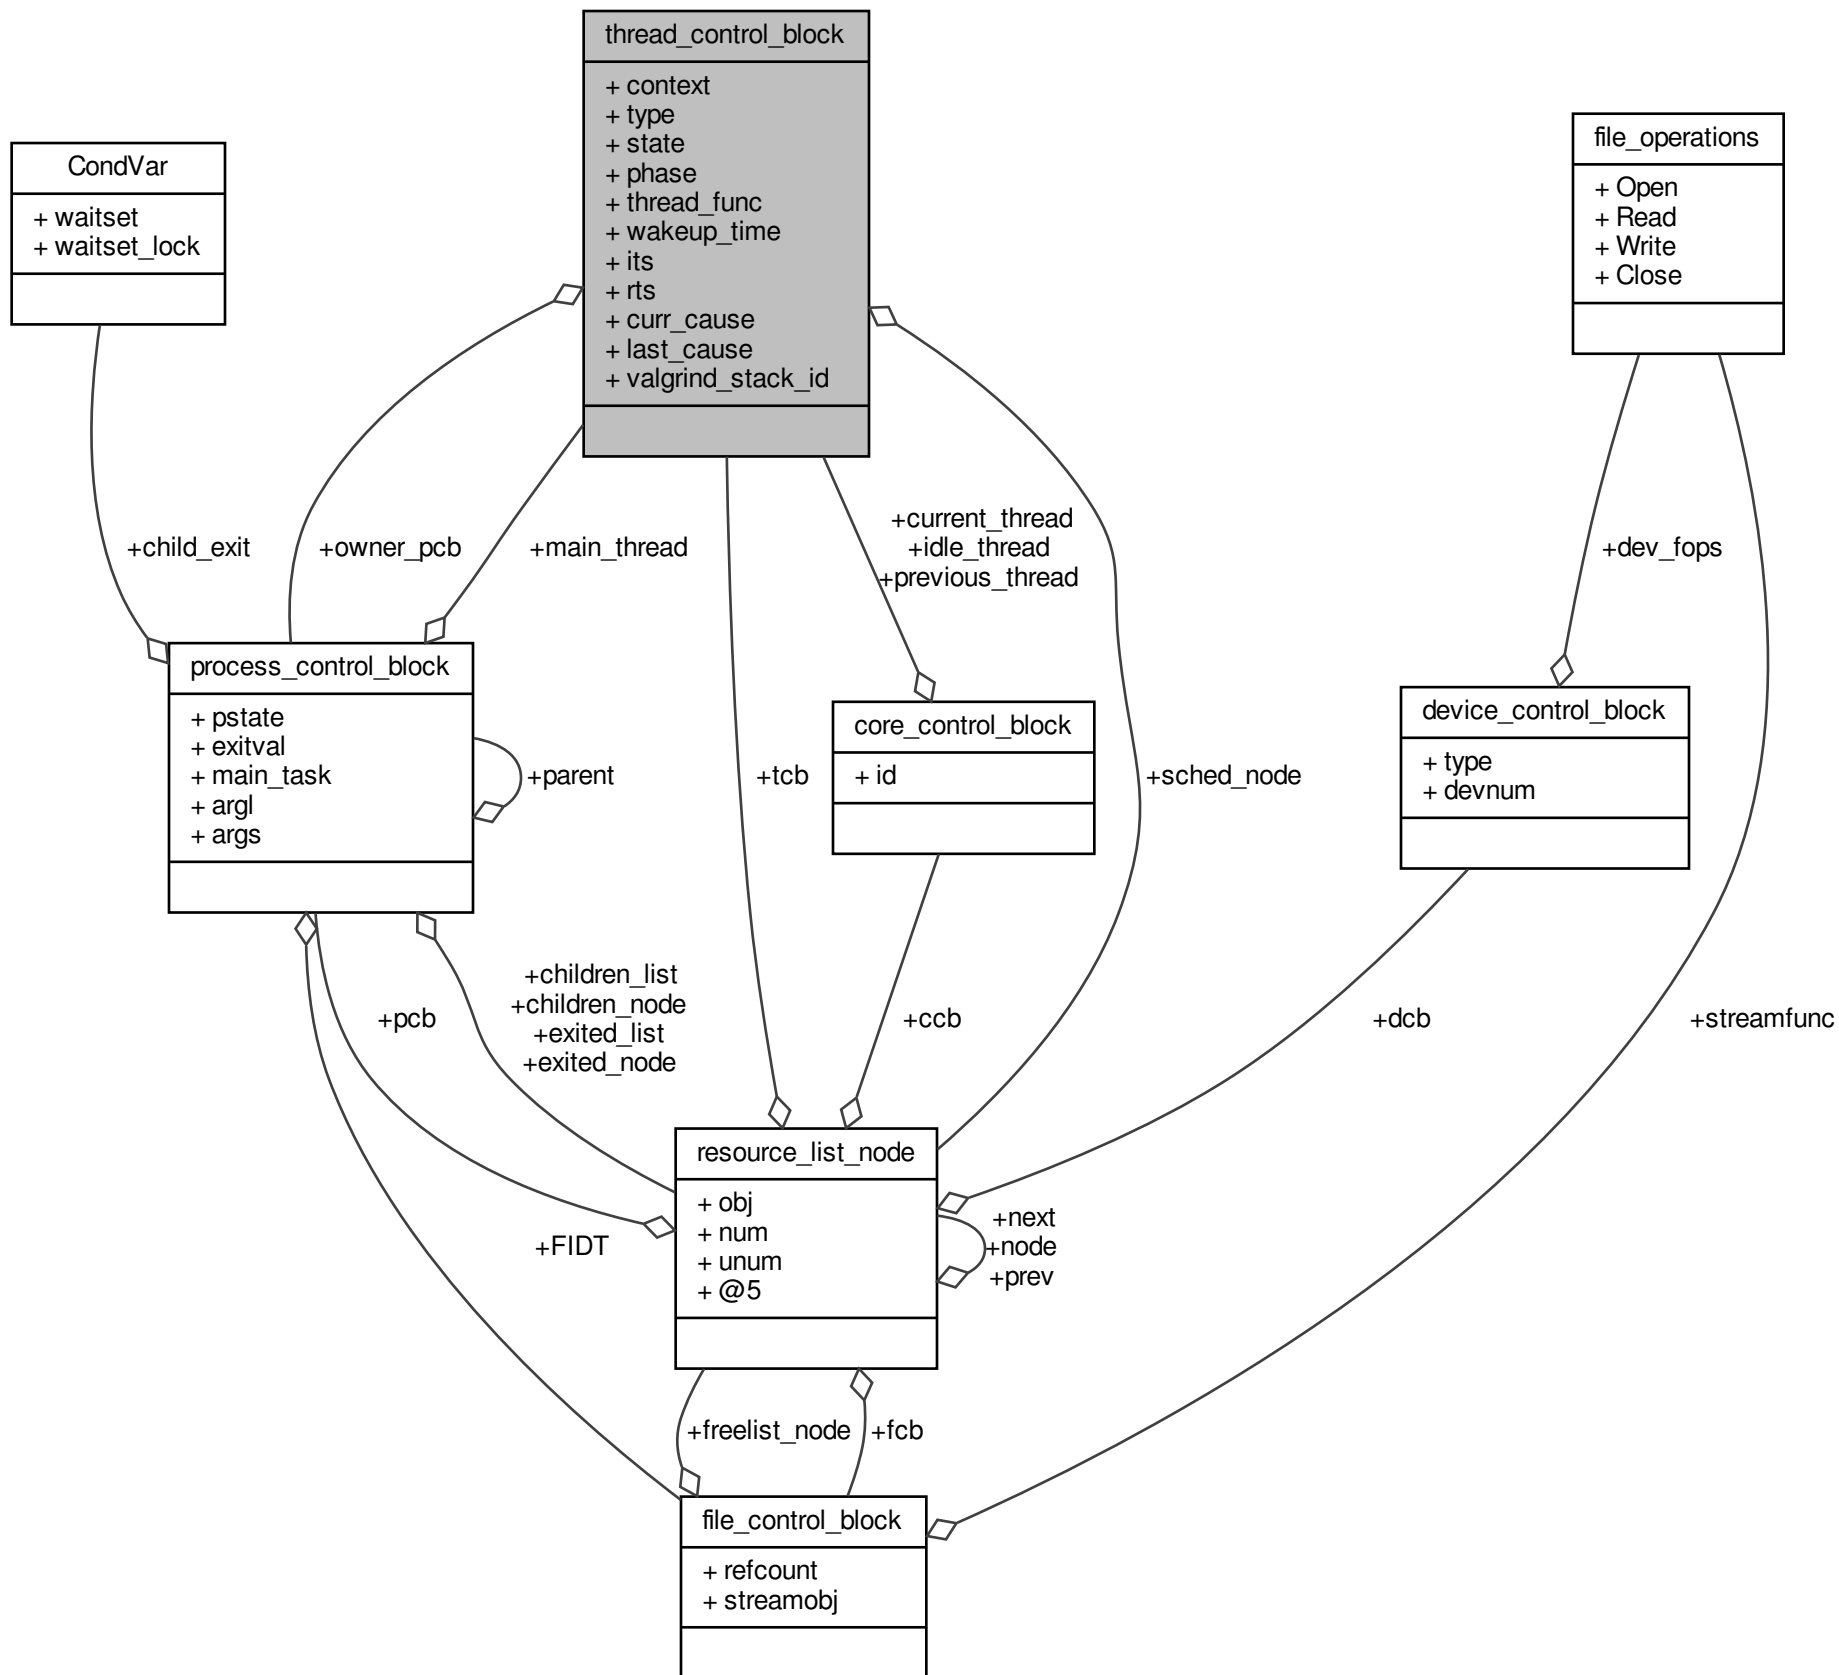 thread_control_block
+ context
+ type
+ state
+ phase
+ thread_func
+ wakeup_time
+ its
+ rts
+ curr_cause
+ last_cause
+ valgrind_stack_id
CondVar
+ waitset
+ waitset_lock
file_operations
+ Open
+ Read
+ Write
+ Close
+child_exit
+owner_pcb
+main_thread
+current_thread
+idle_thread
+previous_thread
+dev_fops
process_control_block
+ pstate
+ exitval
+ main_task
+ argl
+ args
+parent
+tcb
core_control_block
+ id
+sched_node
device_control_block
+ type
+ devnum
+pcb
+children_list
+children_node
+exited_list
+exited_node
+ccb
+dcb
+streamfunc
+FIDT
resource_list_node
+ obj
+ num
+ unum
+ @5
+next
+node
+prev
+freelist_node
+fcb
file_control_block
+ refcount
+ streamobj